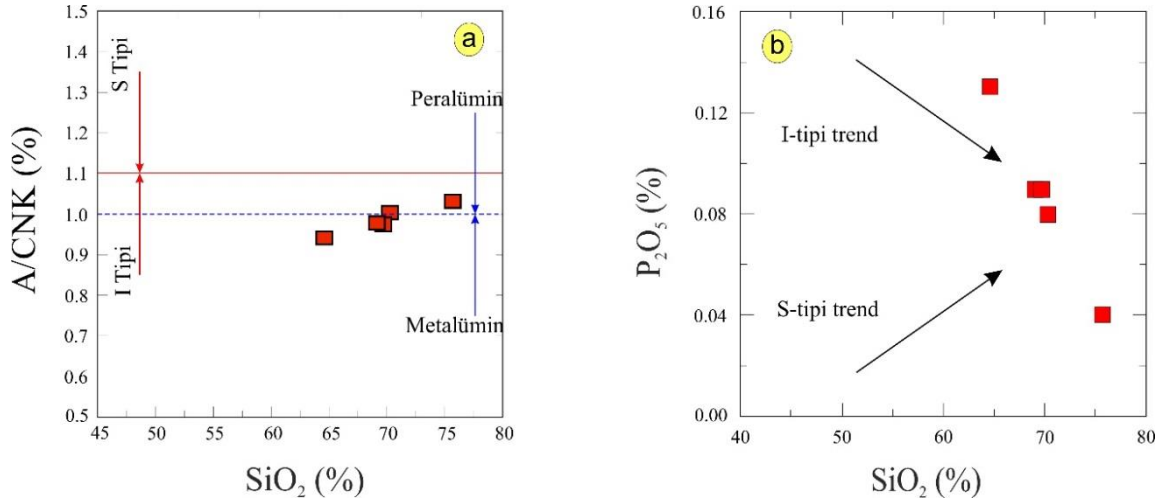 a
1.5
1.4
1.3
1.2
1.1
1.0
0.9
0.8
0.7
0.6
0.5
A/CNK (%)
S Tipi
I Tipi
Peralümin
Metalümin
45 50 55 60 65 70 75 80
SiO₂ (%)
b
0.16
0.12
0.08
0.04
0.00
P₂O₅ (%)
I-tipi trend
S-tipi trend
40 50 60 70 80
SiO₂ (%)